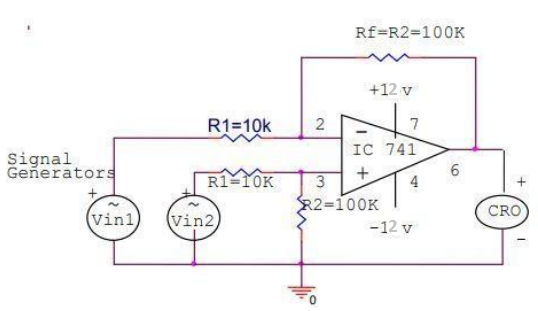 Rf=R2=100K
+12 v
R1=10k
2
7
IC 741
6
Signal
Generators
R1=10K
3
4
+
Vin1
+
Vin2
R2=100K
-12 v
+
CRO
-
0